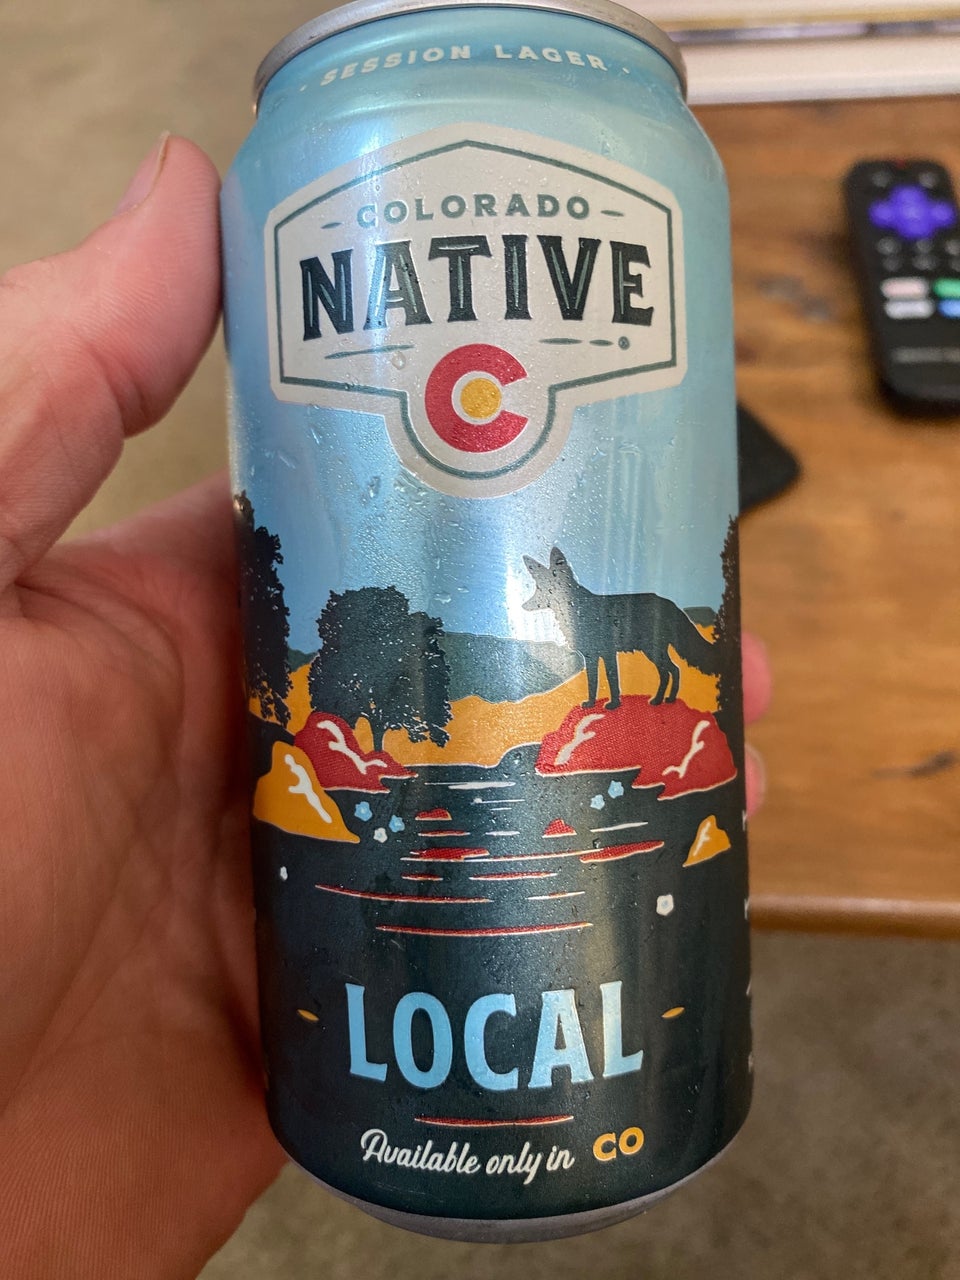 · SESSION LAGER ·
– COLORADO –
NATIVE
®
C
LOCAL
Available only in CO